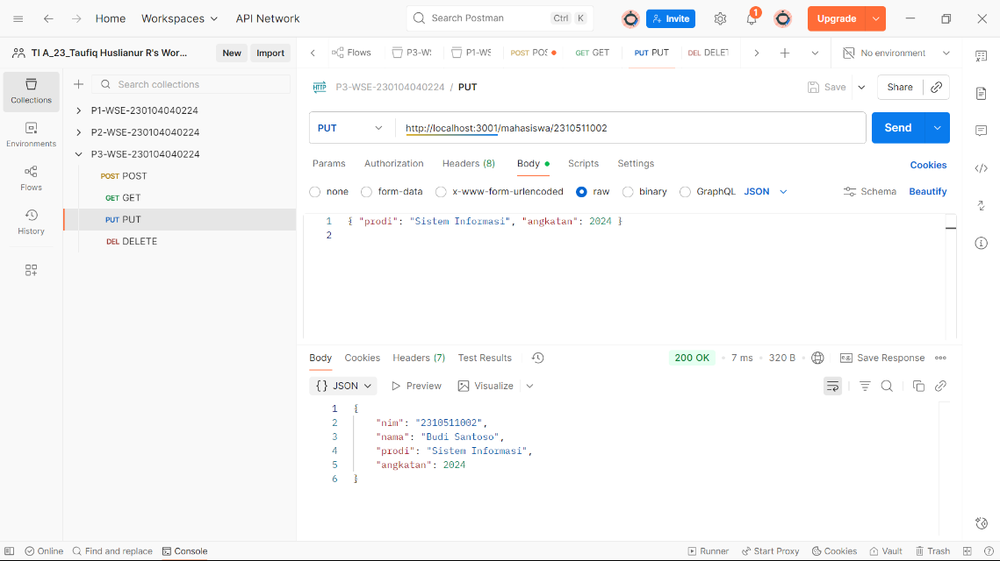 Home
Workspaces
API Network
Search Postman
Ctrl K
Invite
1
Upgrade
TI A_23_Taufiq Huslianur R's Wor...
New
Import
Flows
P3-WS
P1-WS
POST POS
GET GET
PUT PUT
DEL DELET
No environment
Collections
Environments
Flows
History
Search collections
P1-WSE-230104040224
P2-WSE-230104040224
P3-WSE-230104040224
POST POST
GET GET
PUT PUT
DEL DELETE
HTTP P3-WSE-230104040224 / PUT
Save
Share
PUT
http://localhost:3001/mahasiswa/2310511002
Send
Params Authorization Headers (8) Body Scripts Settings
Cookies
none form-data x-www-form-urlencoded raw binary GraphQL JSON
Schema
Beautify
1 { "prodi": "Sistem Informasi", "angkatan": 2024 }
2
Body Cookies Headers (7) Test Results
200 OK • 7 ms • 320 B
e.g. Save Response
{} JSON Preview Visualize
1 {
2 "nim": "2310511002",
3 "nama": "Budi Santoso",
4 "prodi": "Sistem Informasi",
5 "angkatan": 2024
6 }
Online Find and replace Console
Runner Start Proxy Cookies Vault Trash